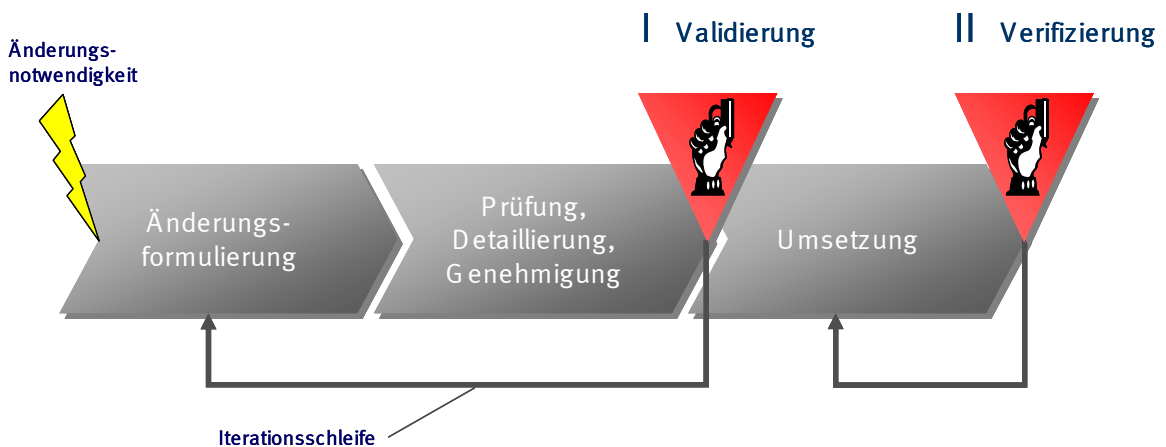 I Validierung
II Verifizierung
Änderungs-
notwendigkeit
Änderungs-
formulierung
Prüfung,
Detaillierung,
Genehmigung
Umsetzung
Iterationsschleife